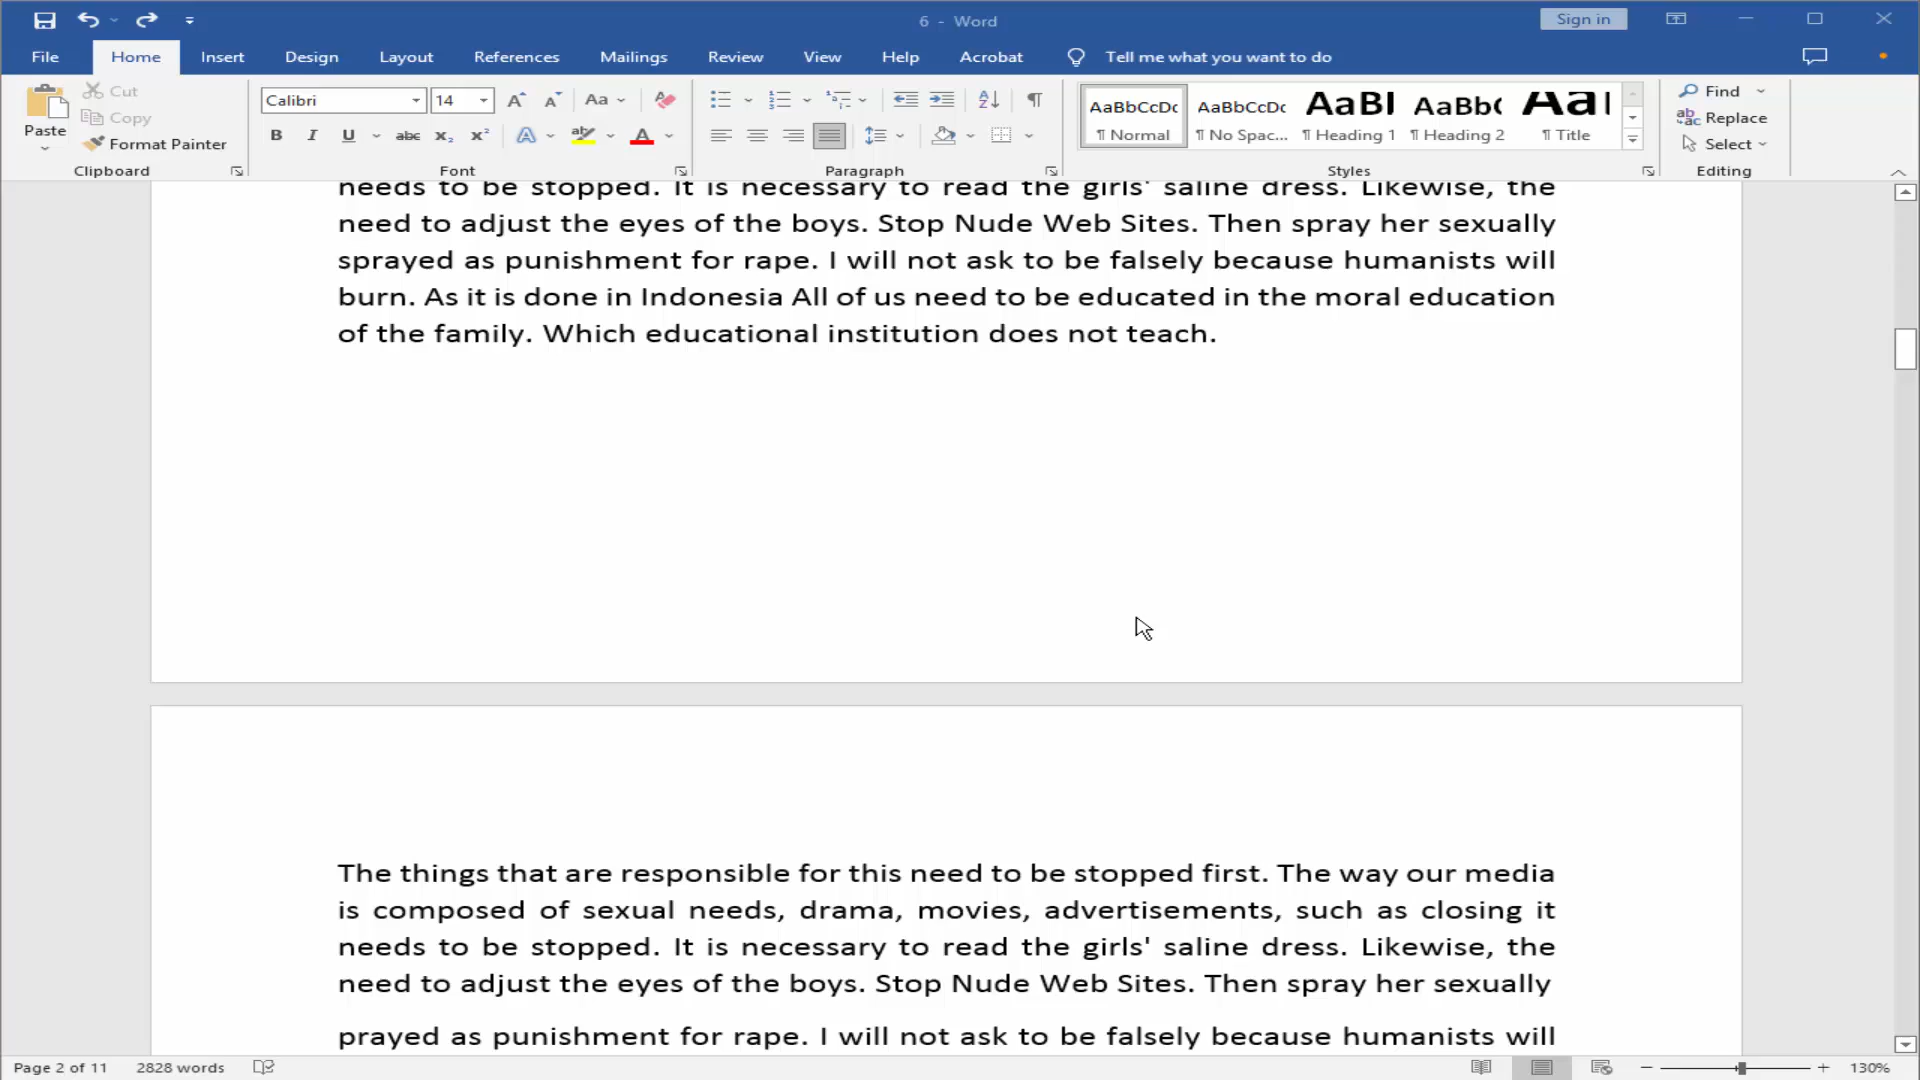 6 - Word
Sign in
File Home Insert Design Layout References Mailings Review View Help Acrobat Tell me what you want to do
Paste
Cut
Copy
Format Painter
Clipboard
Calibri 14
Font
Paragraph
AaBbCcDc AaBbCcDc AaBl AaBb( Aal
¶ Normal ¶ No Spac... ¶ Heading 1 ¶ Heading 2 ¶ Title
Styles
Find
Replace
Select
Editing
needs to be stopped. It is necessary to read the girls' saline dress. Likewise, the
need to adjust the eyes of the boys. Stop Nude Web Sites. Then spray her sexually
sprayed as punishment for rape. I will not ask to be falsely because humanists will
burn. As it is done in Indonesia All of us need to be educated in the moral education
of the family. Which educational institution does not teach.
The things that are responsible for this need to be stopped first. The way our media
is composed of sexual needs, drama, movies, advertisements, such as closing it
needs to be stopped. It is necessary to read the girls' saline dress. Likewise, the
need to adjust the eyes of the boys. Stop Nude Web Sites. Then spray her sexually
prayed as punishment for rape. I will not ask to be falsely because humanists will
Page 2 of 11 2828 words 130%